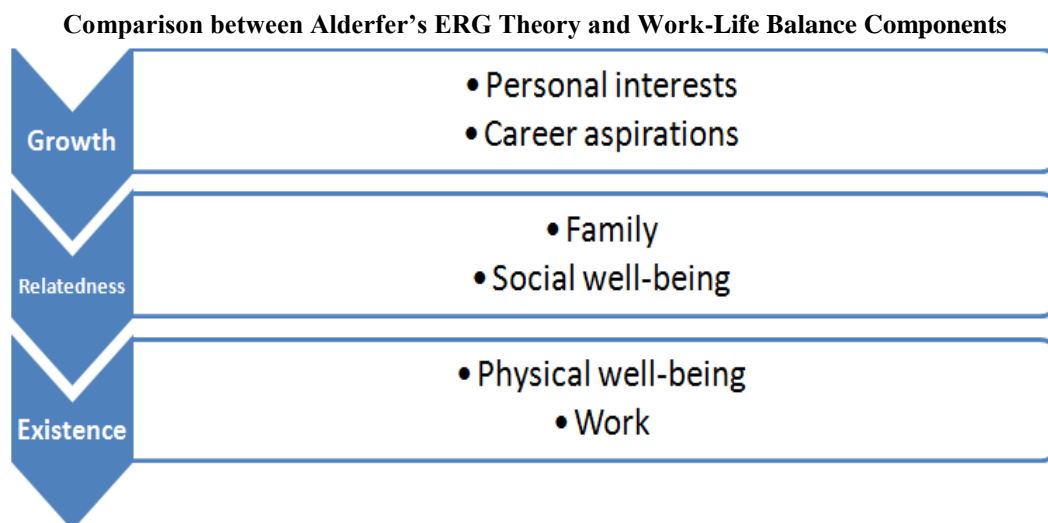 Comparison between Alderfer’s ERG Theory and Work-Life Balance Components
Growth
• Personal interests
• Career aspirations
Relatedness
• Family
• Social well-being
Existence
• Physical well-being
• Work